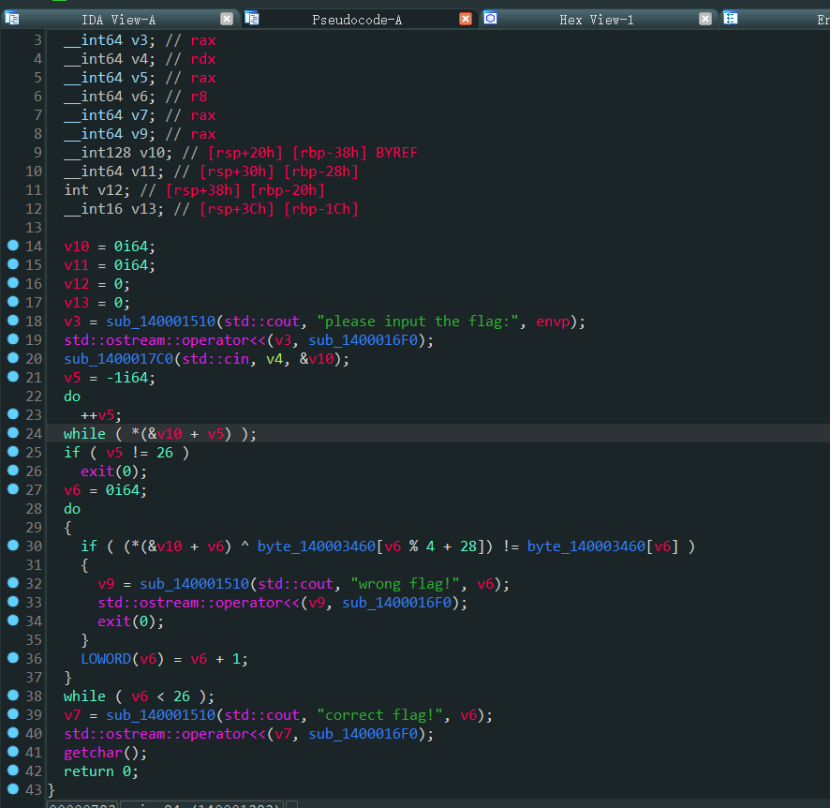 IDA View-A Pseudocode-A Hex View-1 En
3 __int64 v3; // rax
4 __int64 v4; // rdx
5 __int64 v5; // rax
6 __int64 v6; // r8
7 __int64 v7; // rax
8 __int64 v9; // rax
9 __int128 v10; // [rsp+20h] [rbp-38h] BYREF
10 __int64 v11; // [rsp+30h] [rbp-28h]
11 int v12; // [rsp+38h] [rbp-20h]
12 __int16 v13; // [rsp+3Ch] [rbp-1Ch]
13
14 v10 = 0i64;
15 v11 = 0i64;
16 v12 = 0;
17 v13 = 0;
18 v3 = sub_140001510(std::cout, "please input the flag:", envp);
19 std::ostream::operator<<(v3, sub_1400016F0);
20 sub_1400017C0(std::cin, v4, &v10);
21 v5 = -1i64;
22 do
23 ++v5;
24 while ( *(&v10 + v5) );
25 if ( v5 != 26 )
26 exit(0);
27 v6 = 0i64;
28 do
29 {
30 if ( (*(&v10 + v6) ^ byte_140003460[v6 % 4 + 28]) != byte_140003460[v6] )
31 {
32 v9 = sub_140001510(std::cout, "wrong flag!", v6);
33 std::ostream::operator<<(v9, sub_1400016F0);
34 exit(0);
35 }
36 LOWORD(v6) = v6 + 1;
37 }
38 while ( v6 < 26 );
39 v7 = sub_140001510(std::cout, "correct flag!", v6);
40 std::ostream::operator<<(v7, sub_1400016F0);
41 getchar();
42 return 0;
43 }